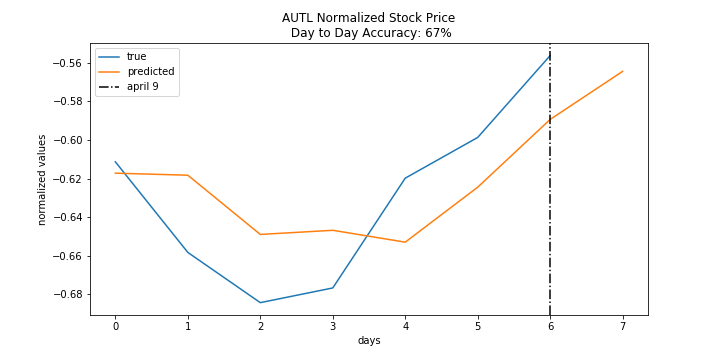 AUTL Normalized Stock Price
Day to Day Accuracy: 67%
true
predicted
april 9
normalized values
−0.56
−0.58
−0.60
−0.62
−0.64
−0.66
−0.68
0 1 2 3 4 5 6 7
days